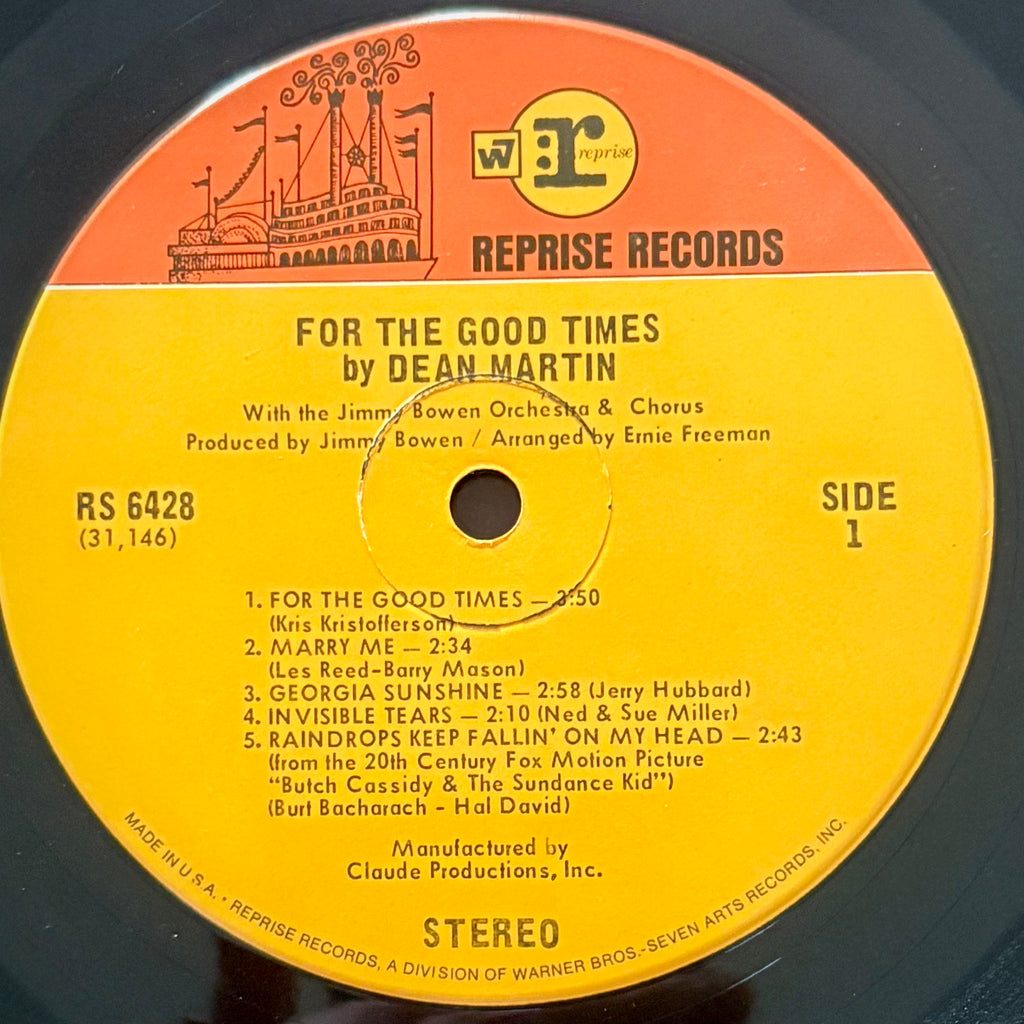 W7
r reprise
REPRISE RECORDS
FOR THE GOOD TIMES
by DEAN MARTIN
With the Jimmy Bowen Orchestra & Chorus
Produced by Jimmy Bowen / Arranged by Ernie Freeman
RS 6428
(31,146)
SIDE
1
1. FOR THE GOOD TIMES — 3:50
(Kris Kristofferson)
2. MARRY ME — 2:34
(Les Reed-Barry Mason)
3. GEORGIA SUNSHINE — 2:58 (Jerry Hubbard)
4. INVISIBLE TEARS — 2:10 (Ned & Sue Miller)
5. RAINDROPS KEEP FALLIN' ON MY HEAD — 2:43
(from the 20th Century Fox Motion Picture
“Butch Cassidy & The Sundance Kid”)
(Burt Bacharach - Hal David)
Manufactured by
Claude Productions, Inc.
STEREO
MADE IN U.S.A. • REPRISE RECORDS, A DIVISION OF WARNER BROS.-SEVEN ARTS RECORDS, INC.